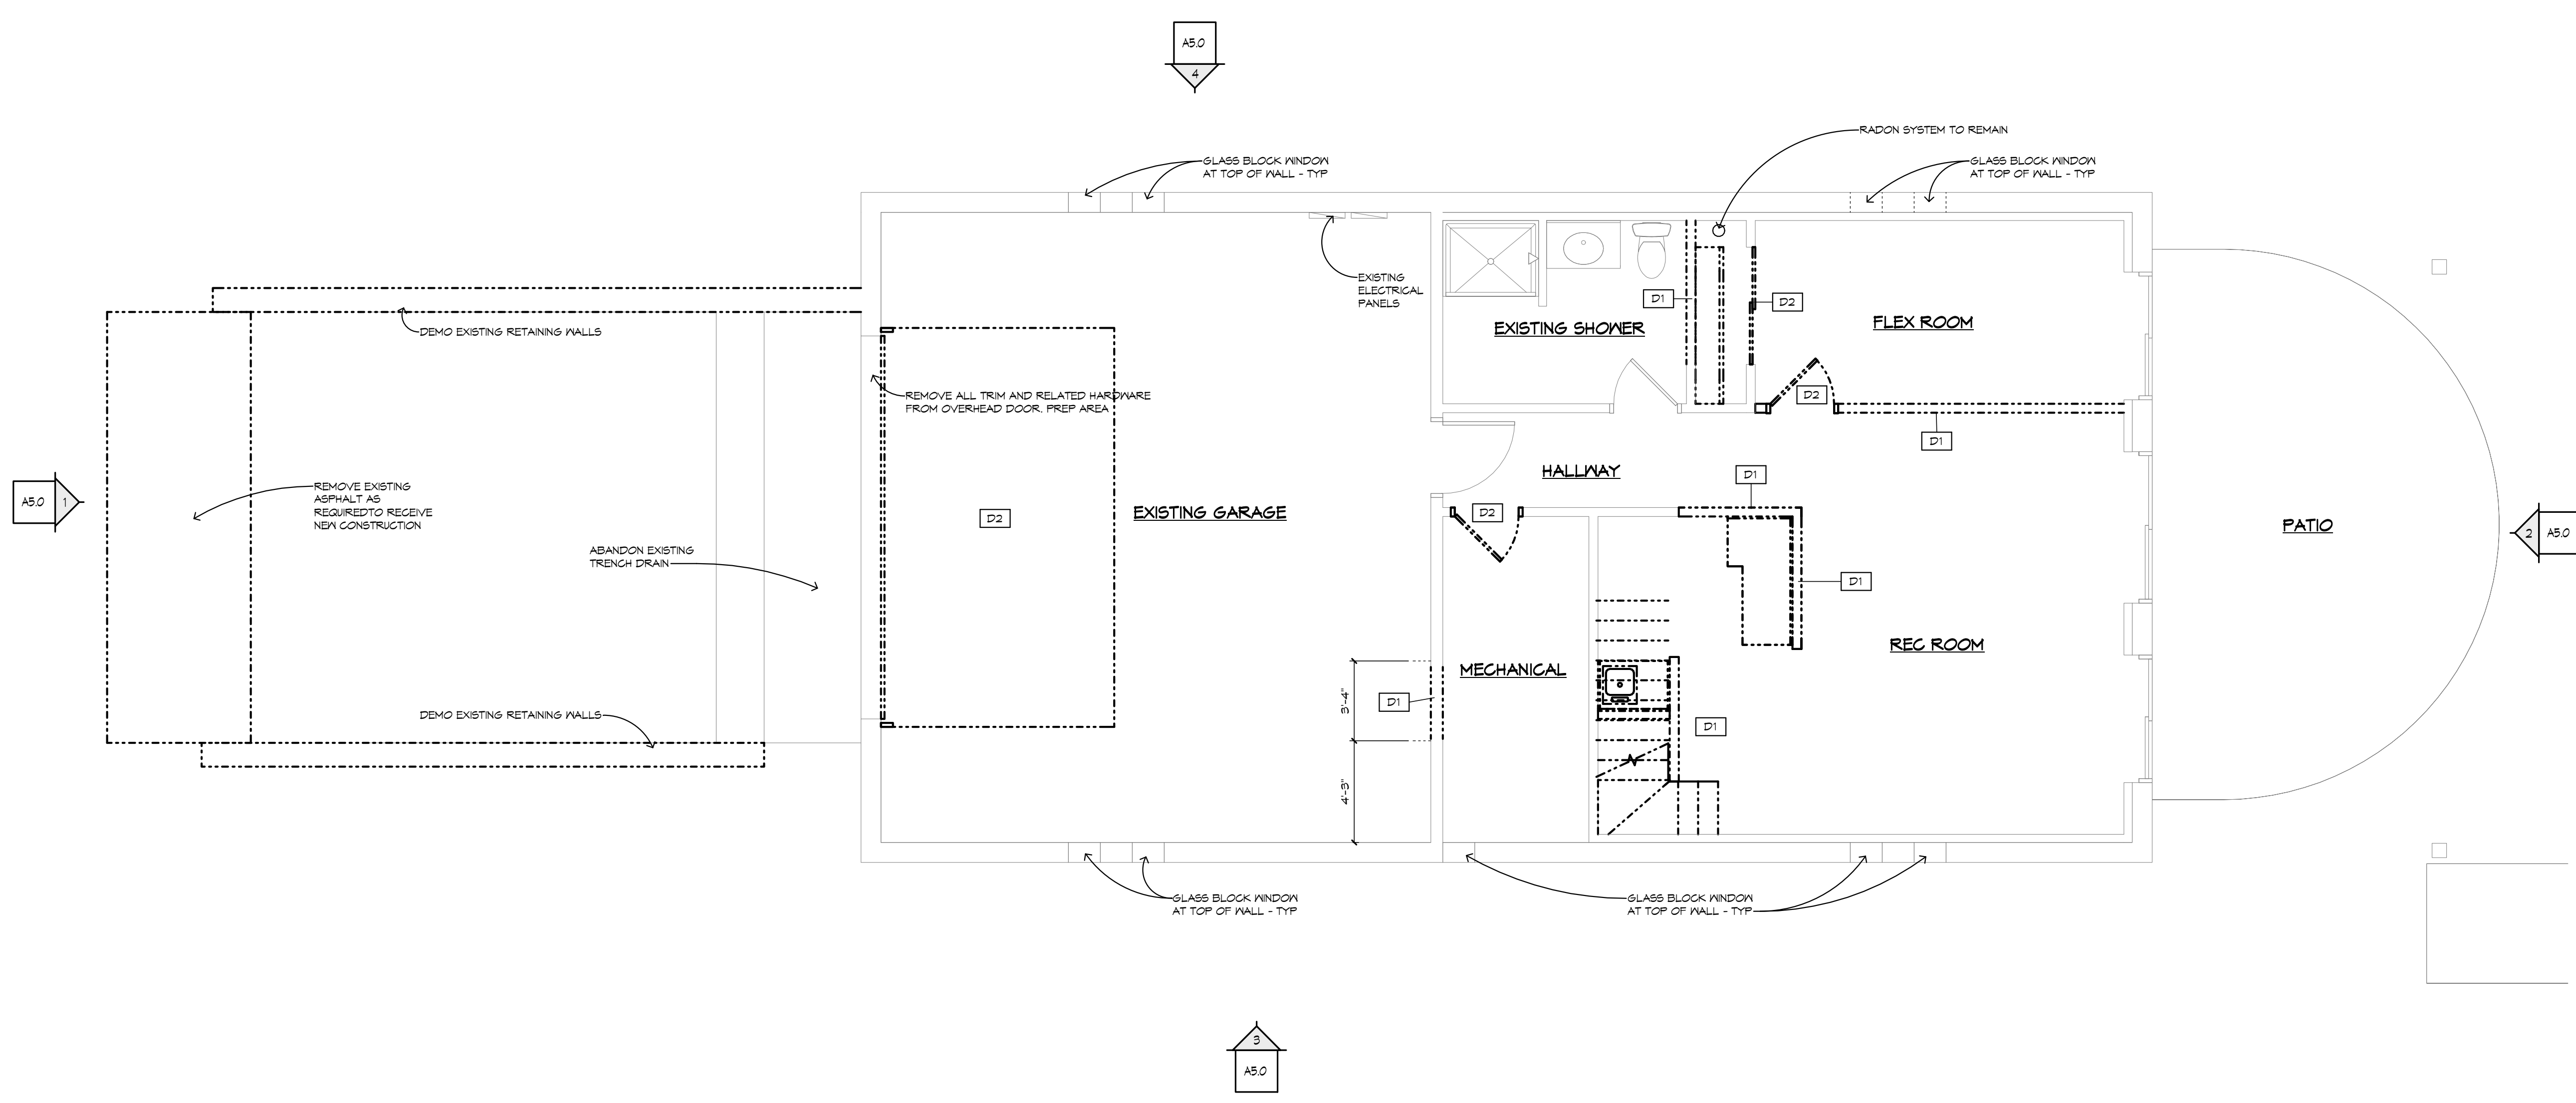 A5.0
4
RADON SYSTEM TO REMAIN
GLASS BLOCK WINDOW
AT TOP OF WALL - TYP
GLASS BLOCK WINDOW
AT TOP OF WALL - TYP
EXISTING
ELECTRICAL
PANELS
D1
D2
DEMO EXISTING RETAINING WALLS
EXISTING SHOWER
FLEX ROOM
REMOVE ALL TRIM AND RELATED HARDWARE
FROM OVERHEAD DOOR. PREP AREA
D2
D1
HALLWAY
D1
REMOVE EXISTING
ASPHALT AS
REQUIREDTO RECEIVE
NEW CONSTRUCTION
A5.0
1
D2
EXISTING GARAGE
D2
PATIO
2
A5.0
ABANDON EXISTING
TRENCH DRAIN
D1
REC ROOM
MECHANICAL
3'-4"
D1
DEMO EXISTING RETAINING WALLS
D1
4'-3"
GLASS BLOCK WINDOW
AT TOP OF WALL - TYP
GLASS BLOCK WINDOW
AT TOP OF WALL - TYP
3
A5.0